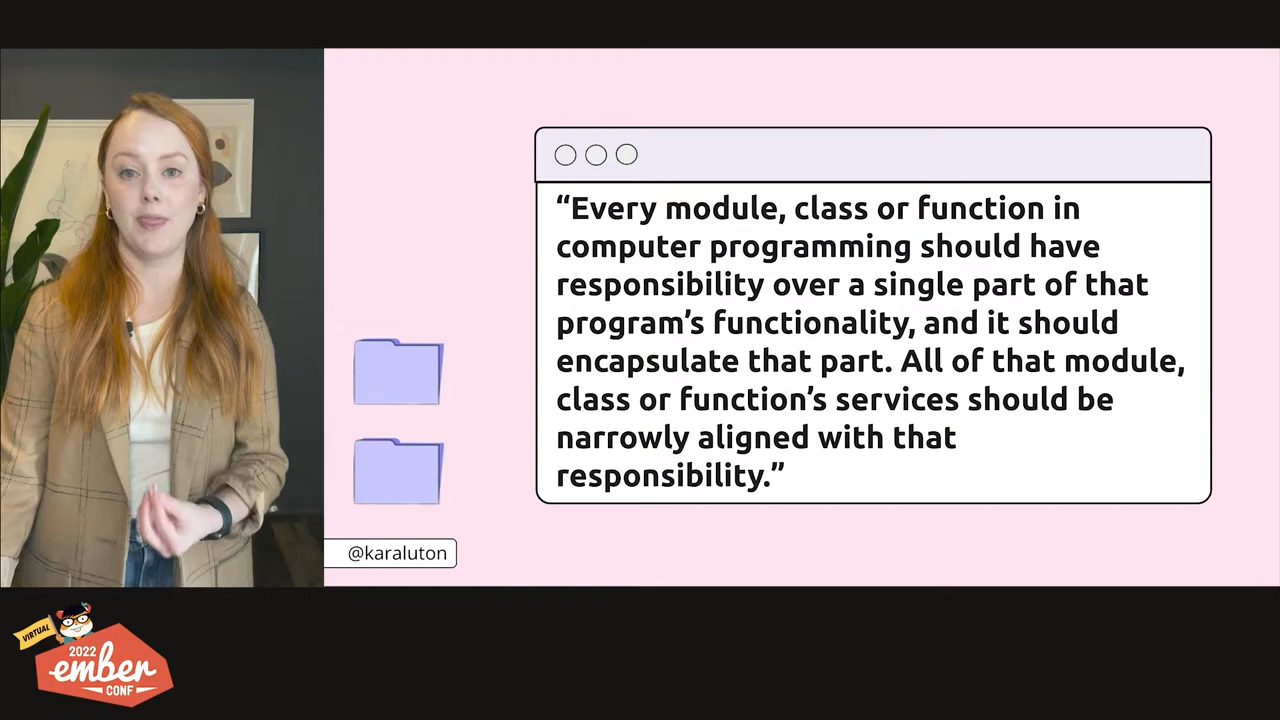 “Every module, class or function in
computer programming should have
responsibility over a single part of that
program’s functionality, and it should
encapsulate that part. All of that module,
class or function’s services should be
narrowly aligned with that
responsibility.”
@karaluton
VIRTUAL
2022
ember
CONF